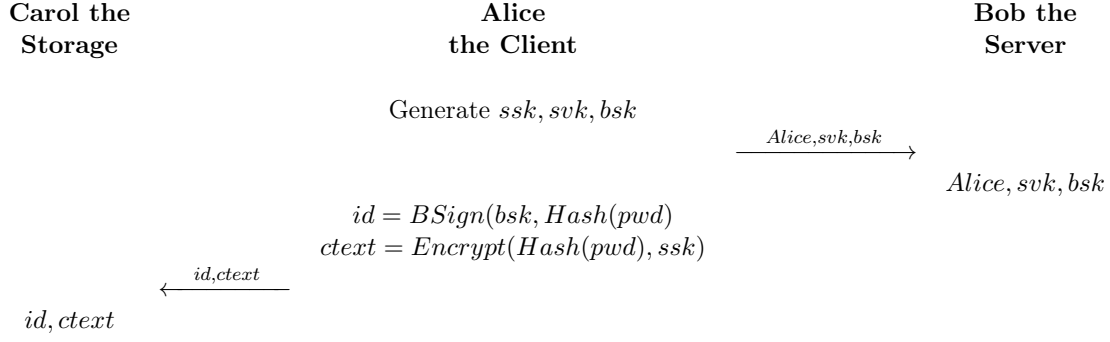 Carol the Storage
Alice the Client
Bob the Server
Generate ssk, svk, bsk
Alice,svk,bsk
Alice, svk, bsk
id = BSign(bsk, Hash(pwd)
ctext = Encrypt(Hash(pwd), ssk)
id,ctext
id, ctext